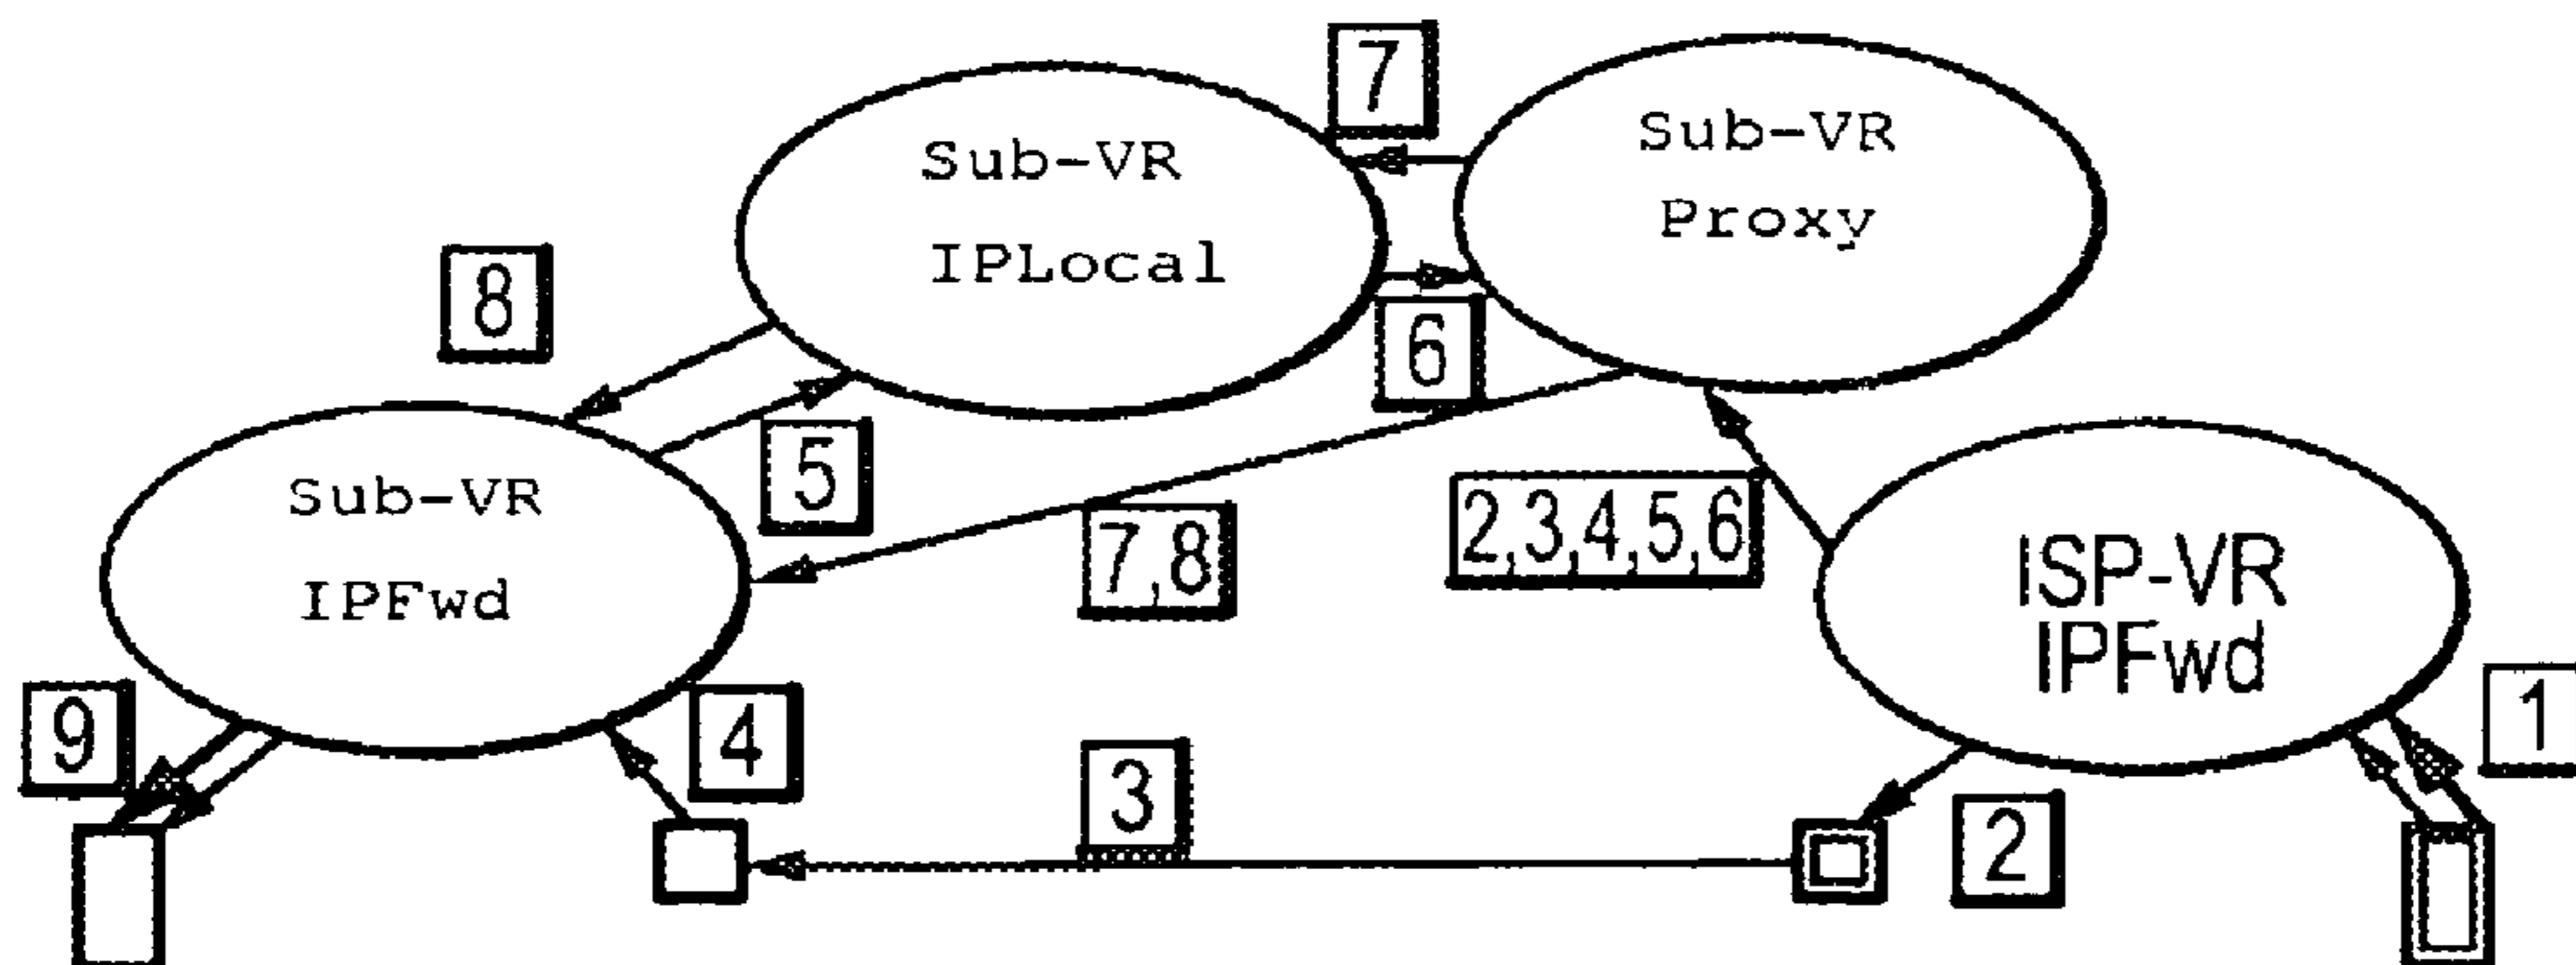 7
Sub-VR
Proxy
Sub-VR
IPLocal
8
6
5
Sub-VR
IPFwd
7,8
2,3,4,5,6
ISP-VR
IPFwd
9
4
3
2
1